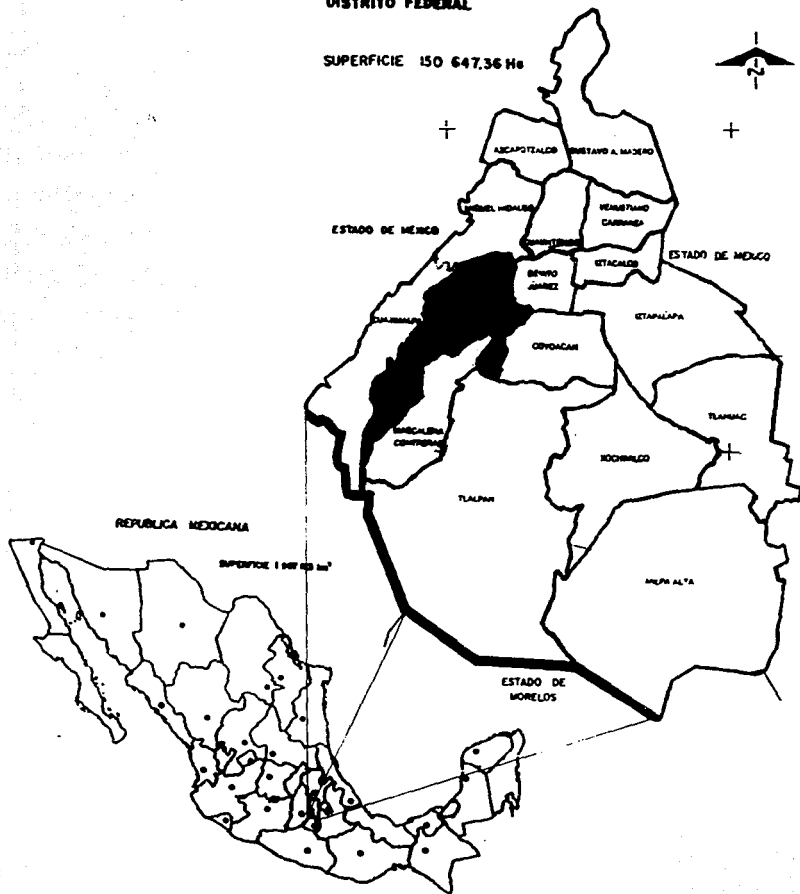 DISTRITO FEDERAL
SUPERFICIE 150 647,36 Ha
N
AZCAPOTZALCO
GUSTAVO A. MADERO
MIGUEL HIDALGO
VENUSTIANO
CARRANZA
ESTADO DE MEXICO
CUAUHTEMOC
IZTACALCO
ESTADO DE MEXICO
BENITO
JUAREZ
CUAJIMALPA
IZTAPALAPA
COYOACAN
TLAHUAC
MAGDALENA
CONTRERAS
XOCHIMILCO
TLALPAN
REPUBLICA MEXICANA
SUPERFICIE
MILPA ALTA
ESTADO DE
MORELOS